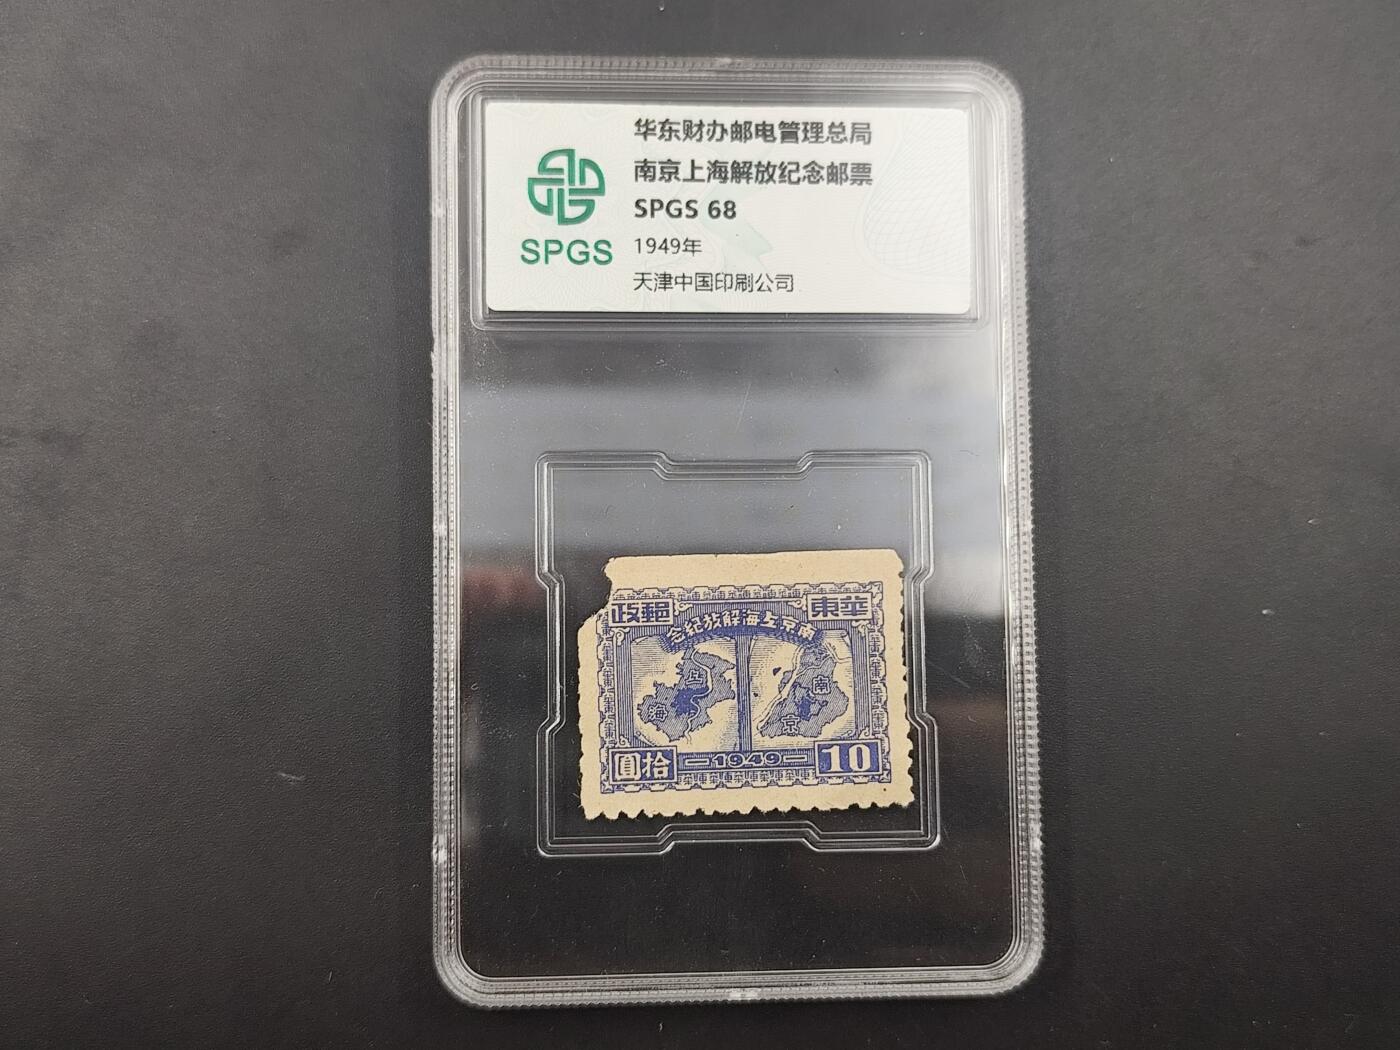 华东财办邮电管理总局
南京上海解放纪念邮票
SPGS 68
1949年
天津中国印刷公司
SPGS
政郵
東華
念紀放解海上京南
上
海
南
京
圓拾
—1949—
10